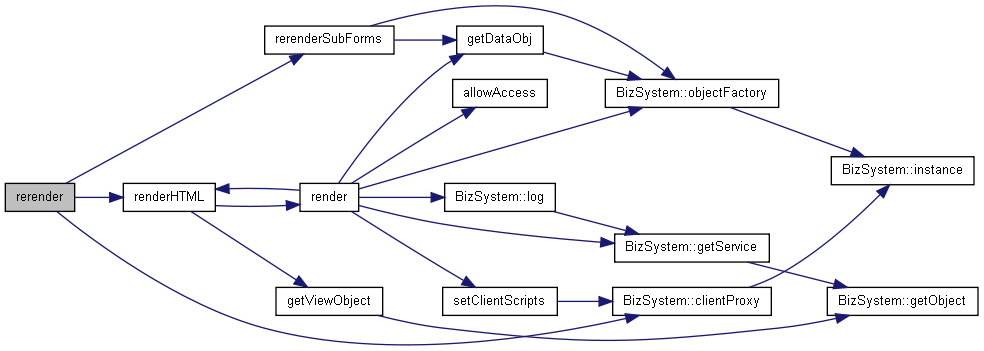 rerenderSubForms
getDataObj
allowAccess
BizSystem::objectFactory
BizSystem::instance
rerender
renderHTML
render
BizSystem::log
BizSystem::getService
getViewObject
setClientScripts
BizSystem::clientProxy
BizSystem::getObject